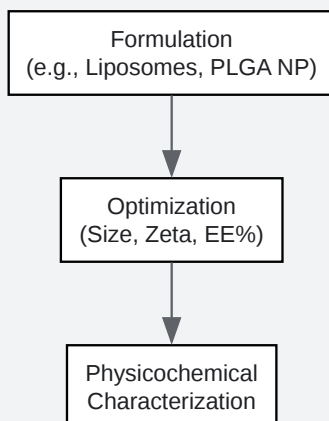 Formulation
(e.g., Liposomes, PLGA NP)
Optimization
(Size, Zeta, EE%)
Physicochemical
Characterization